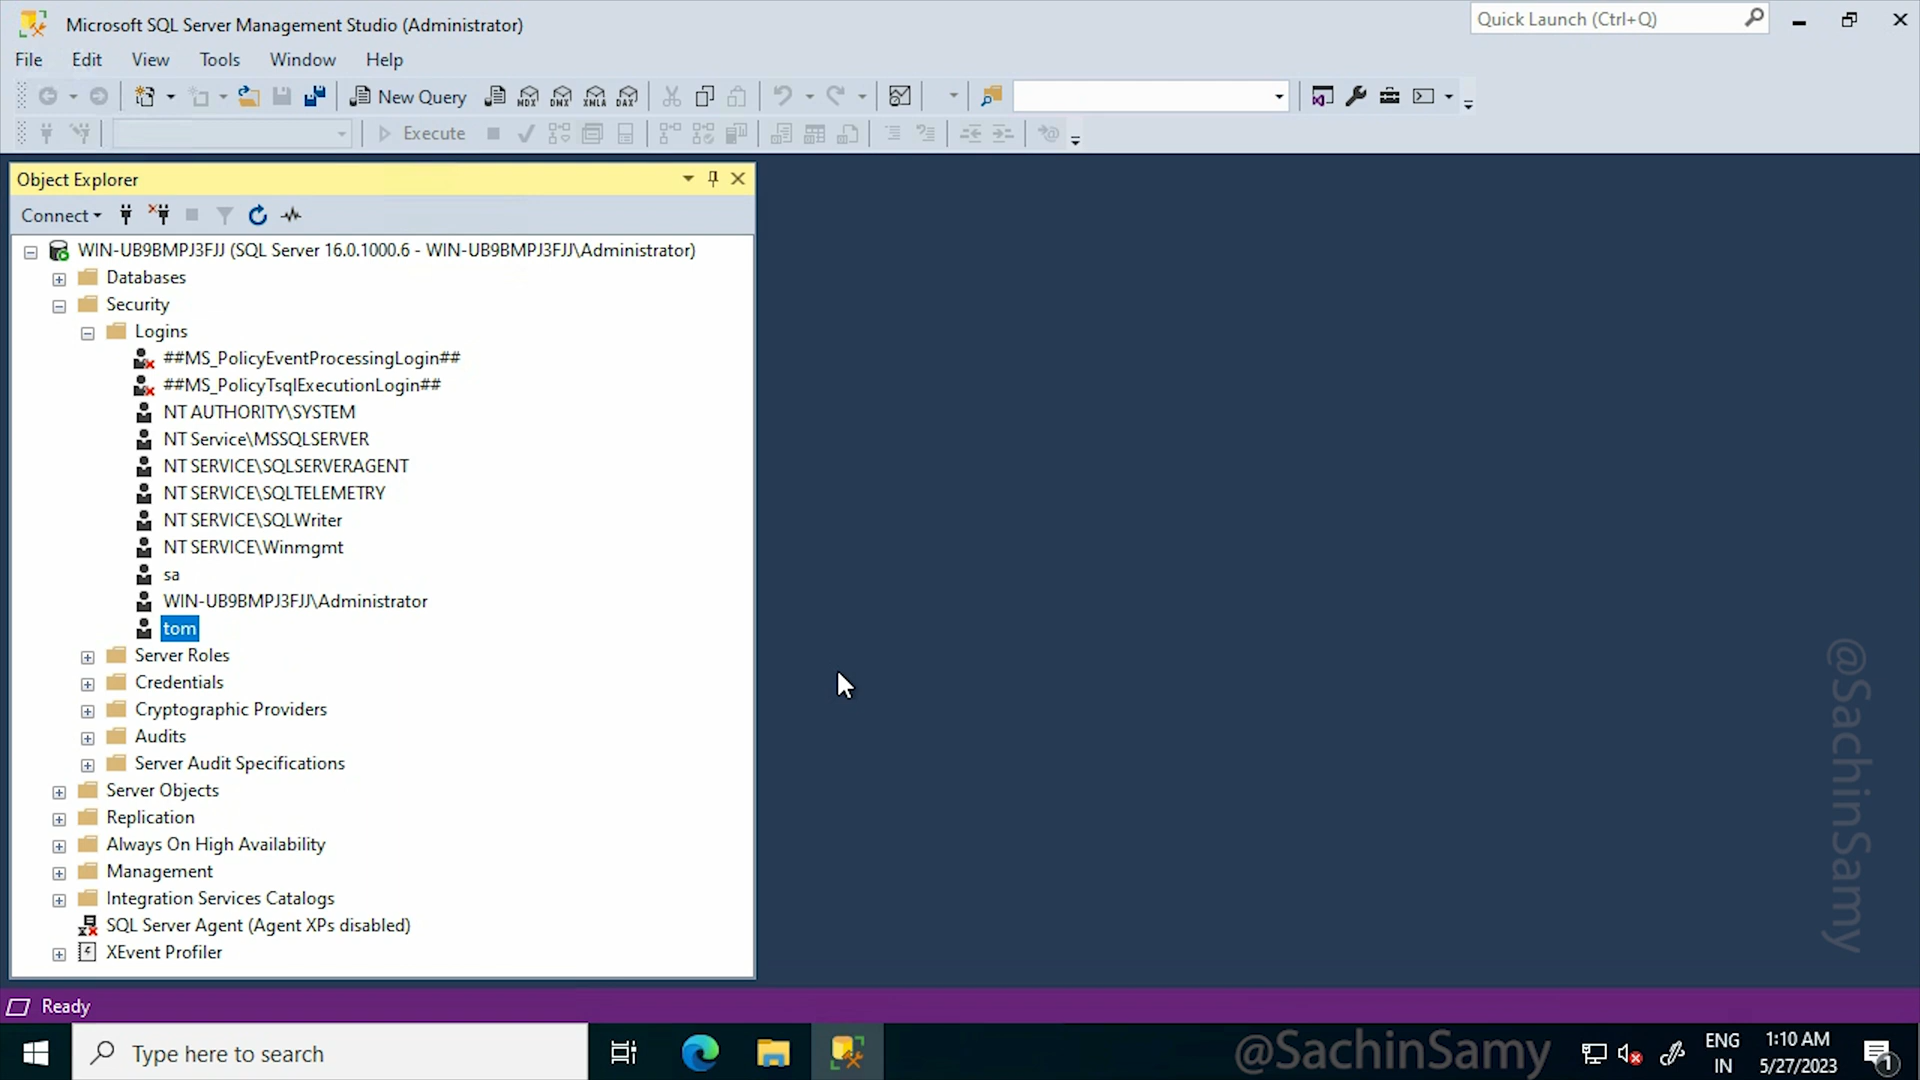 Microsoft SQL Server Management Studio (Administrator)
Quick Launch (Ctrl+Q)
File Edit View Tools Window Help
New Query MDX DMX XMLA DAX
Execute
Object Explorer
Connect
WIN-UB9BMPJ3FJJ (SQL Server 16.0.1000.6 - WIN-UB9BMPJ3FJJ\Administrator)
Databases
Security
Logins
##MS_PolicyEventProcessingLogin##
##MS_PolicyTsqlExecutionLogin##
NT AUTHORITY\SYSTEM
NT Service\MSSQLSERVER
NT SERVICE\SQLSERVERAGENT
NT SERVICE\SQLTELEMETRY
NT SERVICE\SQLWriter
NT SERVICE\Winmgmt
sa
WIN-UB9BMPJ3FJJ\Administrator
tom
Server Roles
Credentials
Cryptographic Providers
Audits
Server Audit Specifications
Server Objects
Replication
Always On High Availability
Management
Integration Services Catalogs
SQL Server Agent (Agent XPs disabled)
XEvent Profiler
@SachinSamy
Ready
Type here to search
@SachinSamy
ENG
IN
1:10 AM
5/27/2023
1